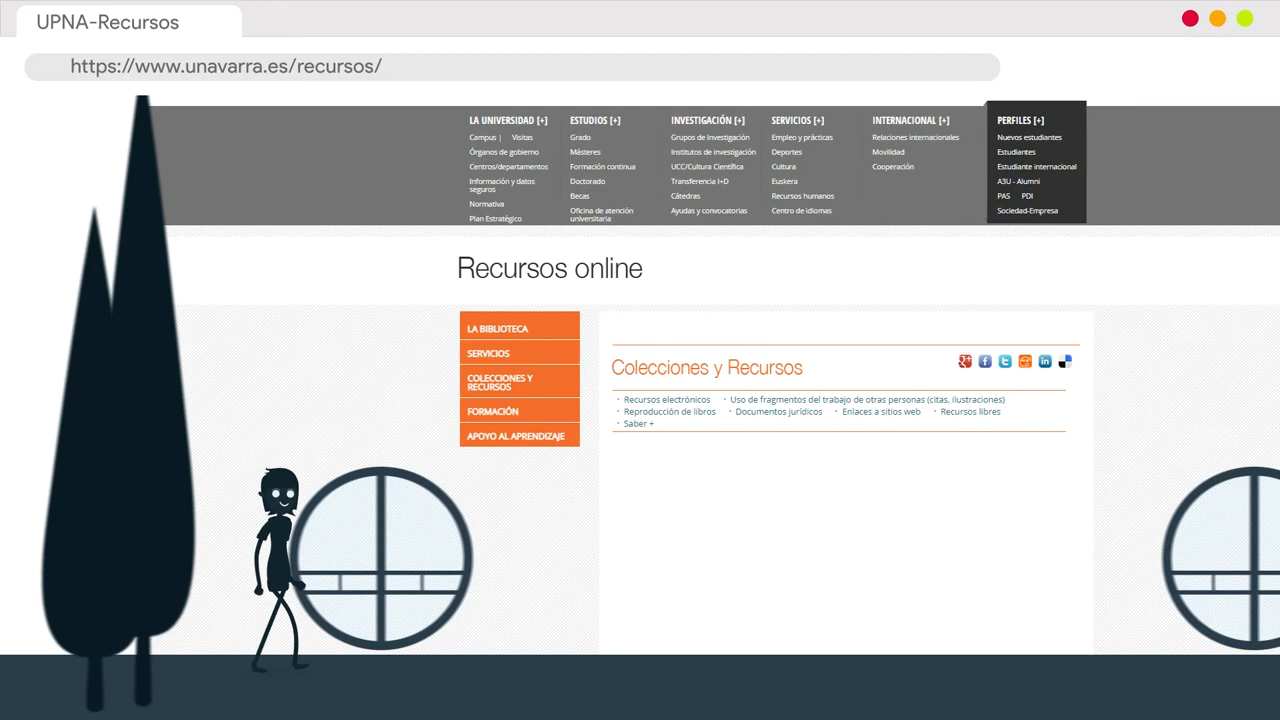 UPNA-Recursos
https://www.unavarra.es/recursos/
LA UNIVERSIDAD [+]
Campus | Visitas
Órganos de gobierno
Centros/departamentos
Información y datos
seguros
Normativa
Plan Estratégico
ESTUDIOS [+]
Grado
Másteres
Formación continua
Doctorado
Becas
Oficina de atención
universitaria
INVESTIGACIÓN [+]
Grupos de Investigación
Institutos de investigación
UCC/Cultura Científica
Transferencia I+D
Cátedras
Ayudas y convocatorias
SERVICIOS [+]
Empleo y prácticas
Deportes
Cultura
Euskera
Recursos humanos
Centro de idiomas
INTERNACIONAL [+]
Relaciones internacionales
Movilidad
Cooperación
PERFILES [+]
Nuevos estudiantes
Estudiantes
Estudiante internacional
A3U - Alumni
PAS PDI
Sociedad-Empresa
Recursos online
LA BIBLIOTECA
SERVICIOS
COLECCIONES Y
RECURSOS
FORMACIÓN
APOYO AL APRENDIZAJE
Colecciones y Recursos
· Recursos electrónicos · Uso de fragmentos del trabajo de otras personas (citas, ilustraciones)
· Reproducción de libros · Documentos jurídicos · Enlaces a sitios web · Recursos libres
· Saber +